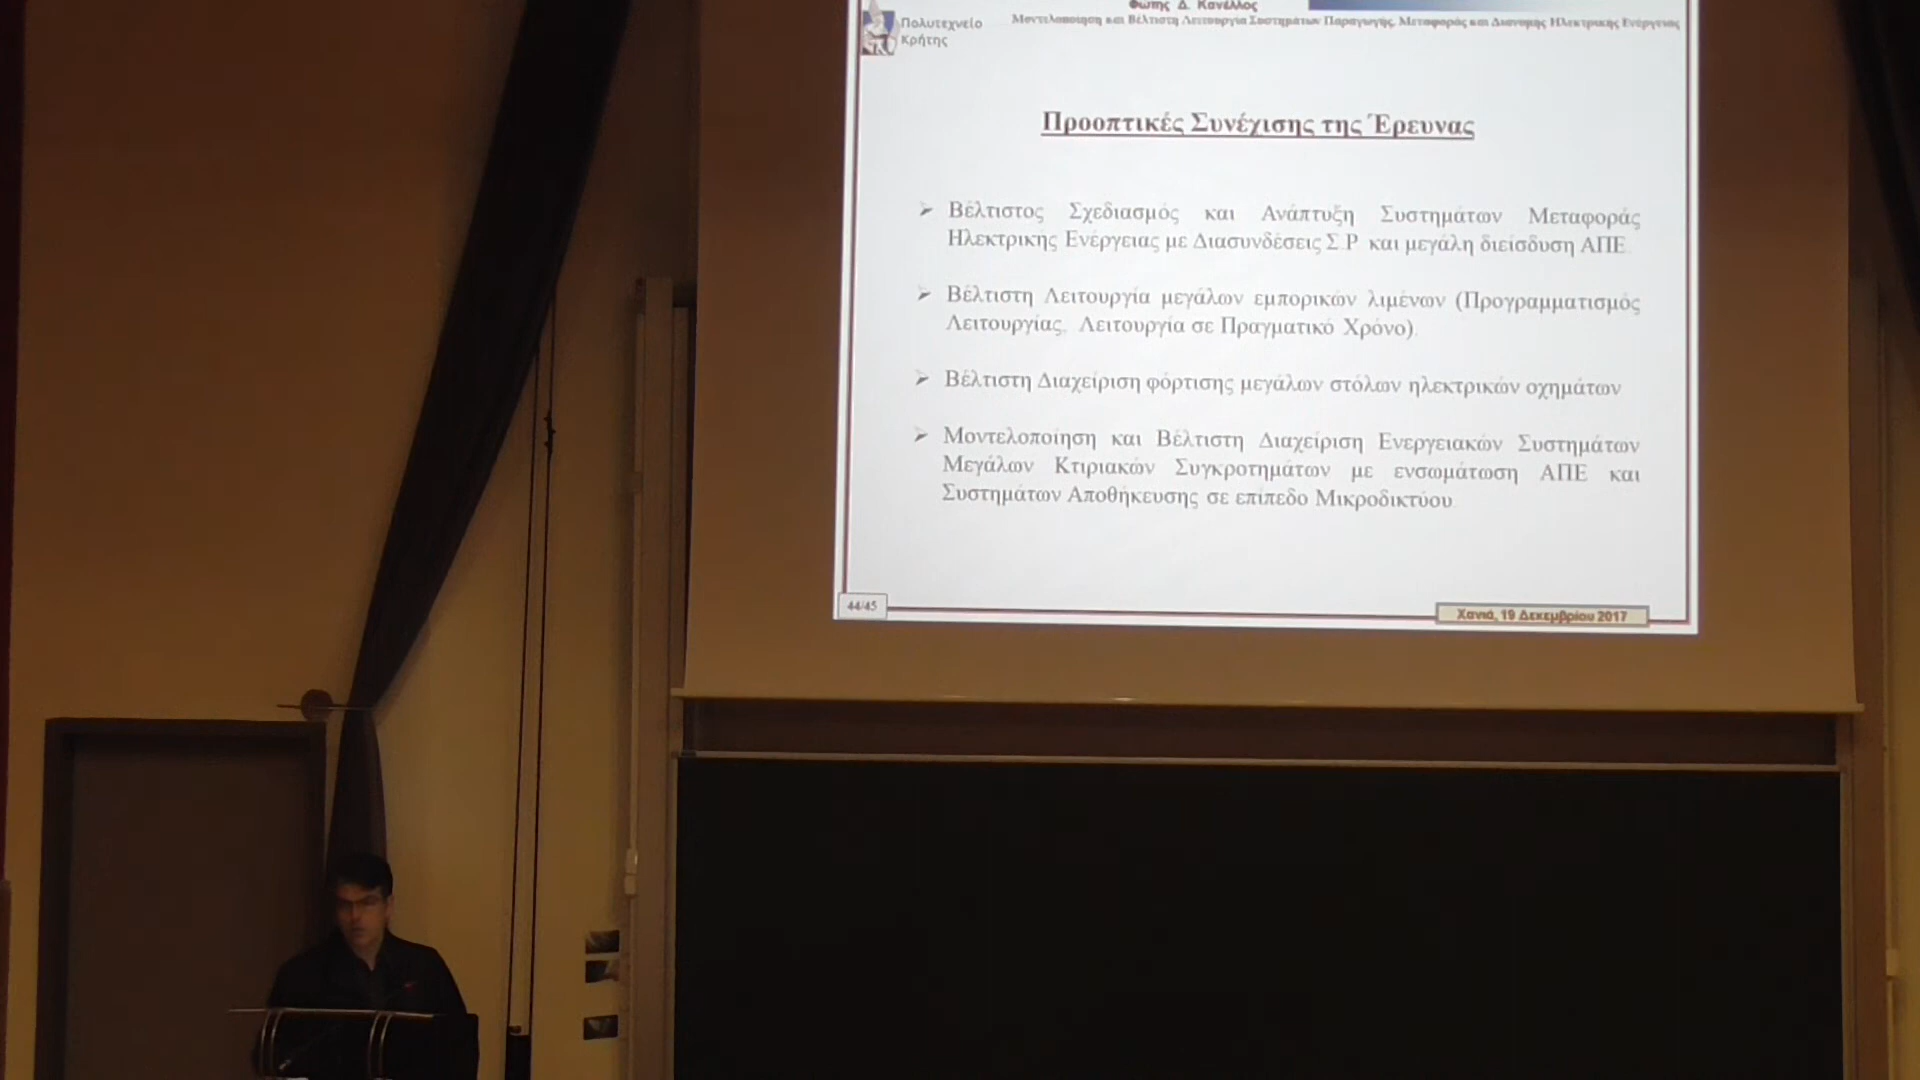 Φώτης Δ. Κανέλλος
Πολυτεχνείο
Κρήτης
Μοντελοποίηση και Βέλτιστη Λειτουργία Συστημάτων Παραγωγής, Μεταφοράς και Διανομής Ηλεκτρικής Ενέργειας
Προοπτικές Συνέχισης της Έρευνας
➢ Βέλτιστος Σχεδιασμός και Ανάπτυξη Συστημάτων Μεταφοράς
Ηλεκτρικής Ενέργειας με Διασυνδέσεις Σ.Ρ. και μεγάλη διείσδυση ΑΠΕ.
➢ Βέλτιστη Λειτουργία μεγάλων εμπορικών λιμένων (Προγραμματισμός
Λειτουργίας, Λειτουργία σε Πραγματικό Χρόνο).
➢ Βέλτιστη Διαχείριση φόρτισης μεγάλων στόλων ηλεκτρικών οχημάτων
➢ Μοντελοποίηση και Βέλτιστη Διαχείριση Ενεργειακών Συστημάτων
Μεγάλων Κτιριακών Συγκροτημάτων με ενσωμάτωση ΑΠΕ και
Συστημάτων Αποθήκευσης σε επίπεδο Μικροδικτύου
44/45
Χανιά, 19 Δεκεμβρίου 2017